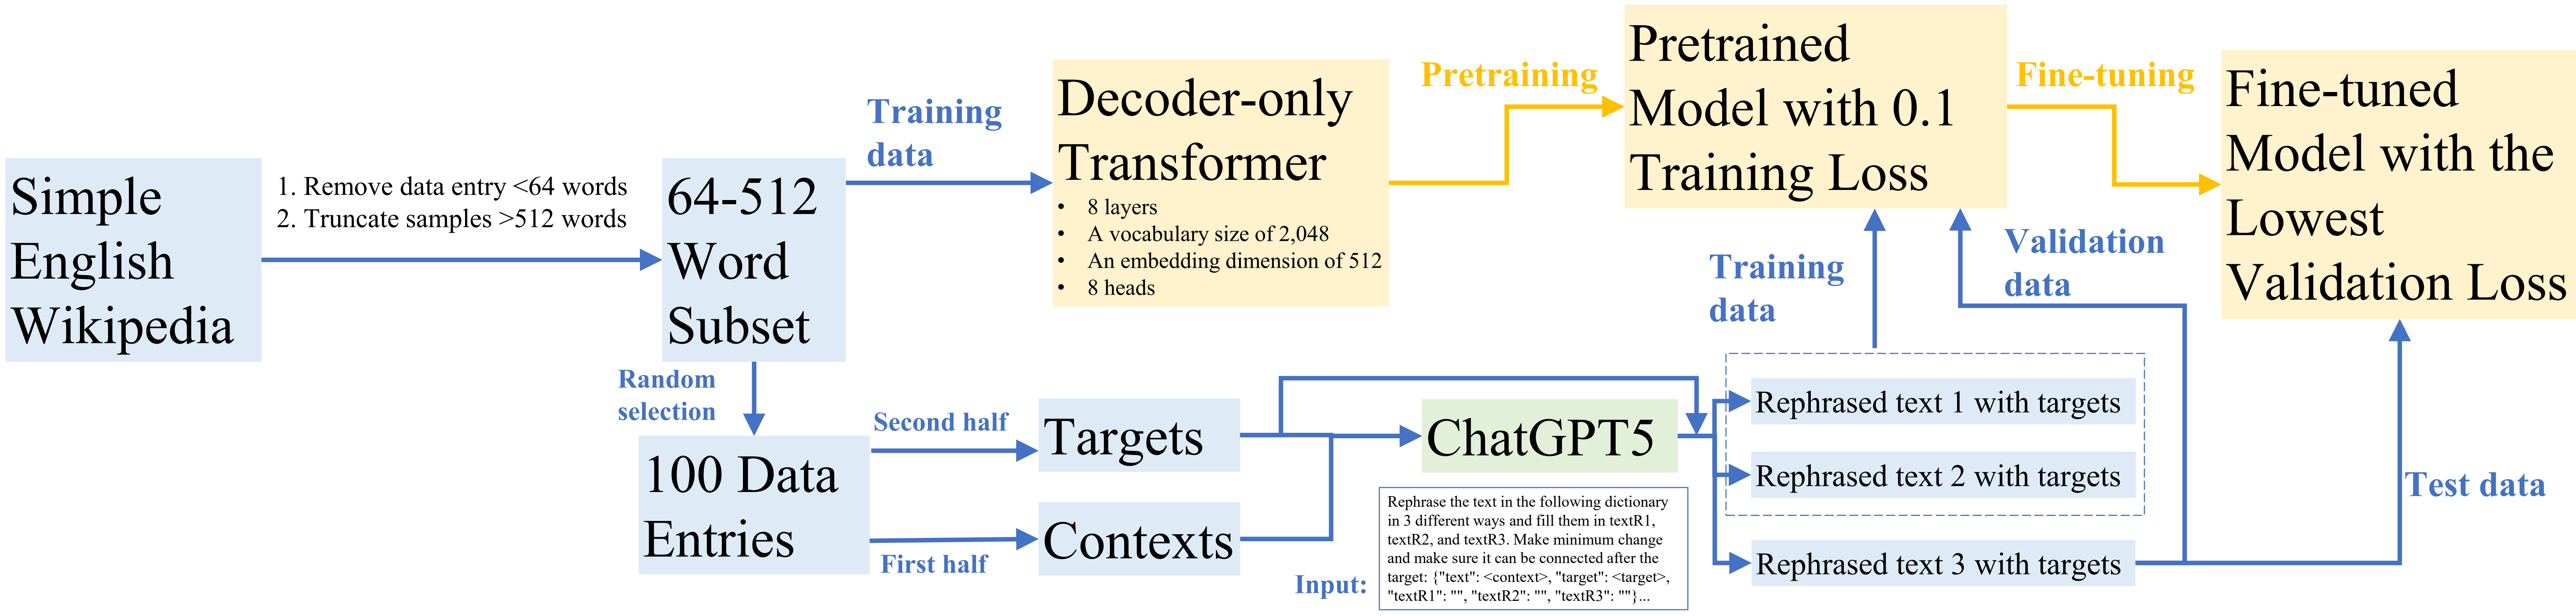 Simple
English
Wikipedia
1. Remove data entry <64 words
2. Truncate samples >512 words
64-512
Word
Subset
Training
data
Decoder-only
Transformer
• 8 layers
• A vocabulary size of 2,048
• An embedding dimension of 512
• 8 heads
Pretraining
Pretrained
Model with 0.1
Training Loss
Fine-tuning
Fine-tuned
Model with the
Lowest
Validation Loss
Training
data
Validation
data
Random
selection
100 Data
Entries
Second half
First half
Targets
Contexts
ChatGPT5
Input:
Rephrase the text in the following dictionary
in 3 different ways and fill them in textR1,
textR2, and textR3. Make minimum change
and make sure it can be connected after the
target: {"text": <context>, "target": <target>,
"textR1": "", "textR2": "", "textR3": ""}...
Rephrased text 1 with targets
Rephrased text 2 with targets
Rephrased text 3 with targets
Test data